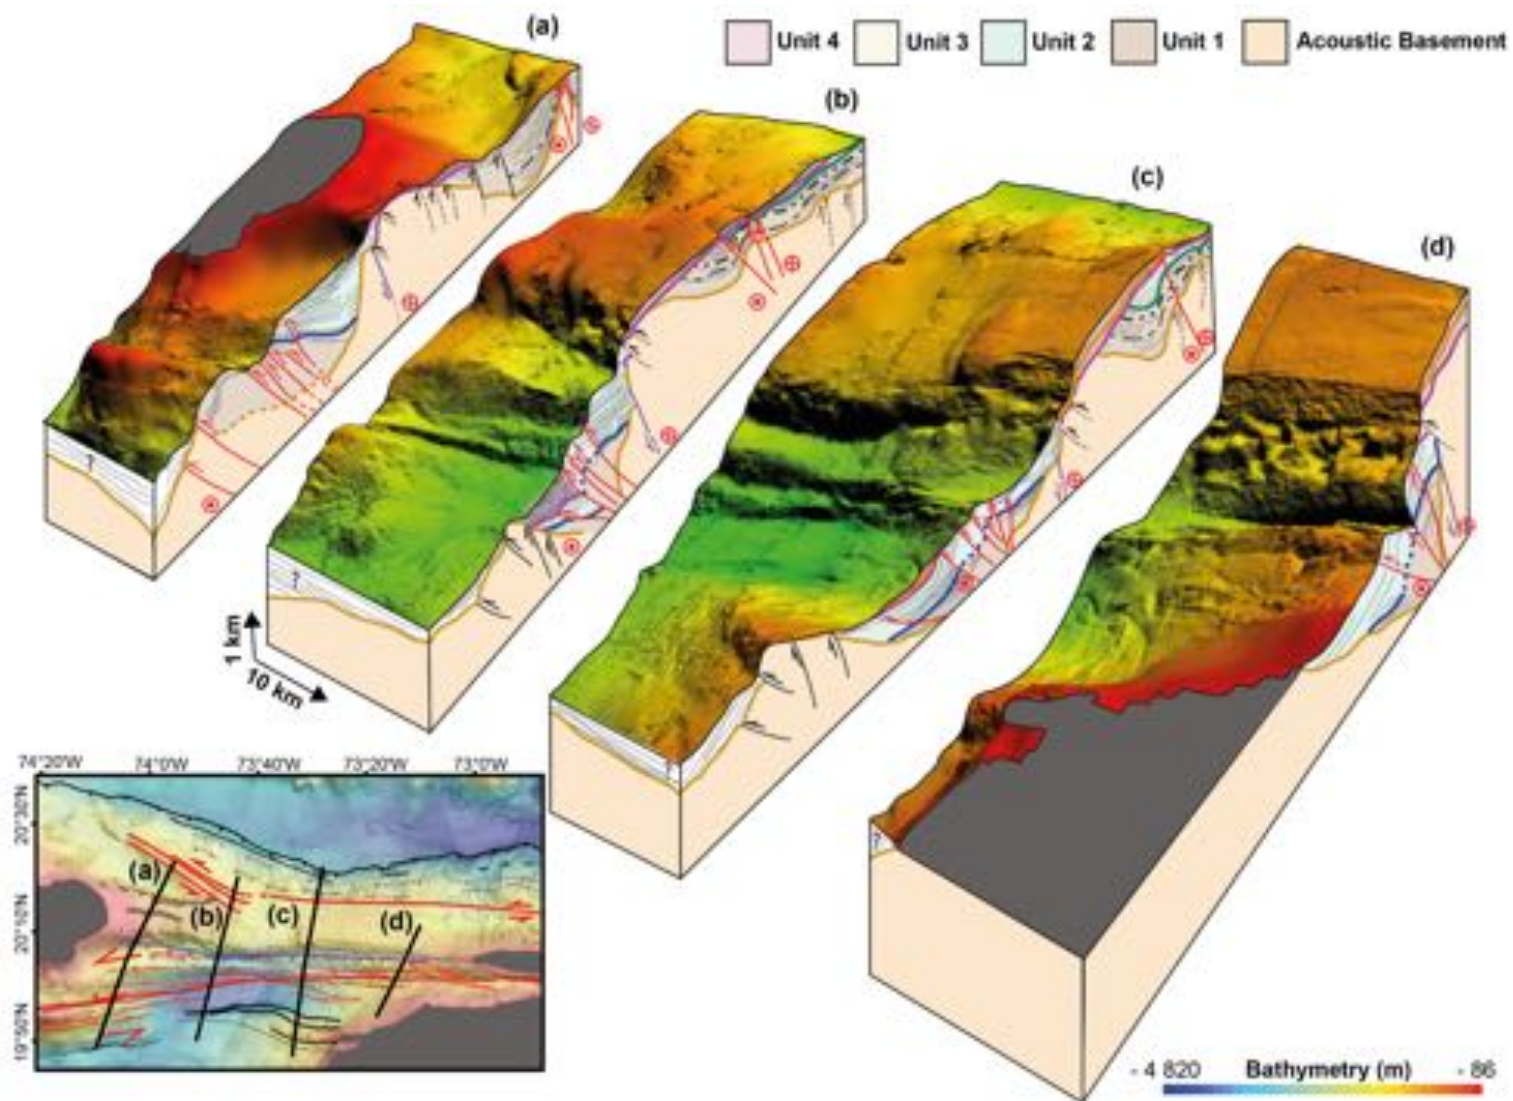 (a)
Unit 4 Unit 3 Unit 2 Unit 1 Acoustic Basement
(b)
(c)
(d)
?
?
?
?
1 km
10 km
74°20'W 74°0'W 73°40'W 73°20'W 73°0'W
20°30'N
20°10'N
19°50'N
(a)
(b)
(c)
(d)
- 4 820 Bathymetry (m) - 86